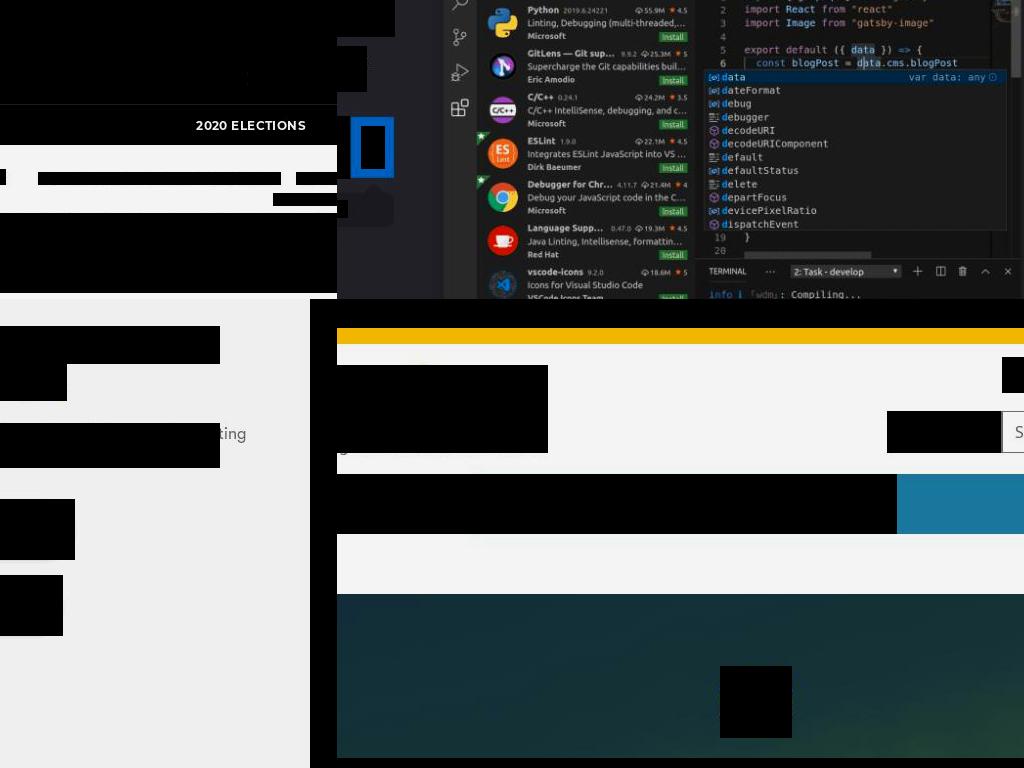 2020 ELECTIONS
Python 2019.6.24221 55.9M ★ 4.5
Linting, Debugging (multi-threaded,...
Microsoft Install
GitLens — Git sup... 9.9.2 25.3M ★ 5
Supercharge the Git capabilities buil...
Eric Amodio Install
C/C++ 0.24.1 24.2M ★ 3.5
C/C++ IntelliSense, debugging, and c...
Microsoft Install
ESLint 1.9.0 22.1M ★ 4.5
Integrates ESLint JavaScript into VS ...
Dirk Baeumer Install
Debugger for Chr... 4.11.7 21.4M ★ 4
Debug your JavaScript code in the C...
Microsoft Install
Language Supp... 0.47.0 19.3M ★ 4.5
Java Linting, Intellisense, formattin...
Red Hat Install
vscode-icons 9.2.0 18.6M ★ 5
Icons for Visual Studio Code
VSCode Icons Team Install
2 import React from "react"
3 import Image from "gatsby-image"
4
5 export default ({ data }) => {
6 const blogPost = data.cms.blogPost
data var data: any
dateFormat
debug
debugger
decodeURI
decodeURIComponent
default
defaultStatus
delete
departFocus
devicePixelRatio
dispatchEvent
19 }
20
TERMINAL ... 2: Task - develop
info | ｢wdm｣: Compiling...
ting
S